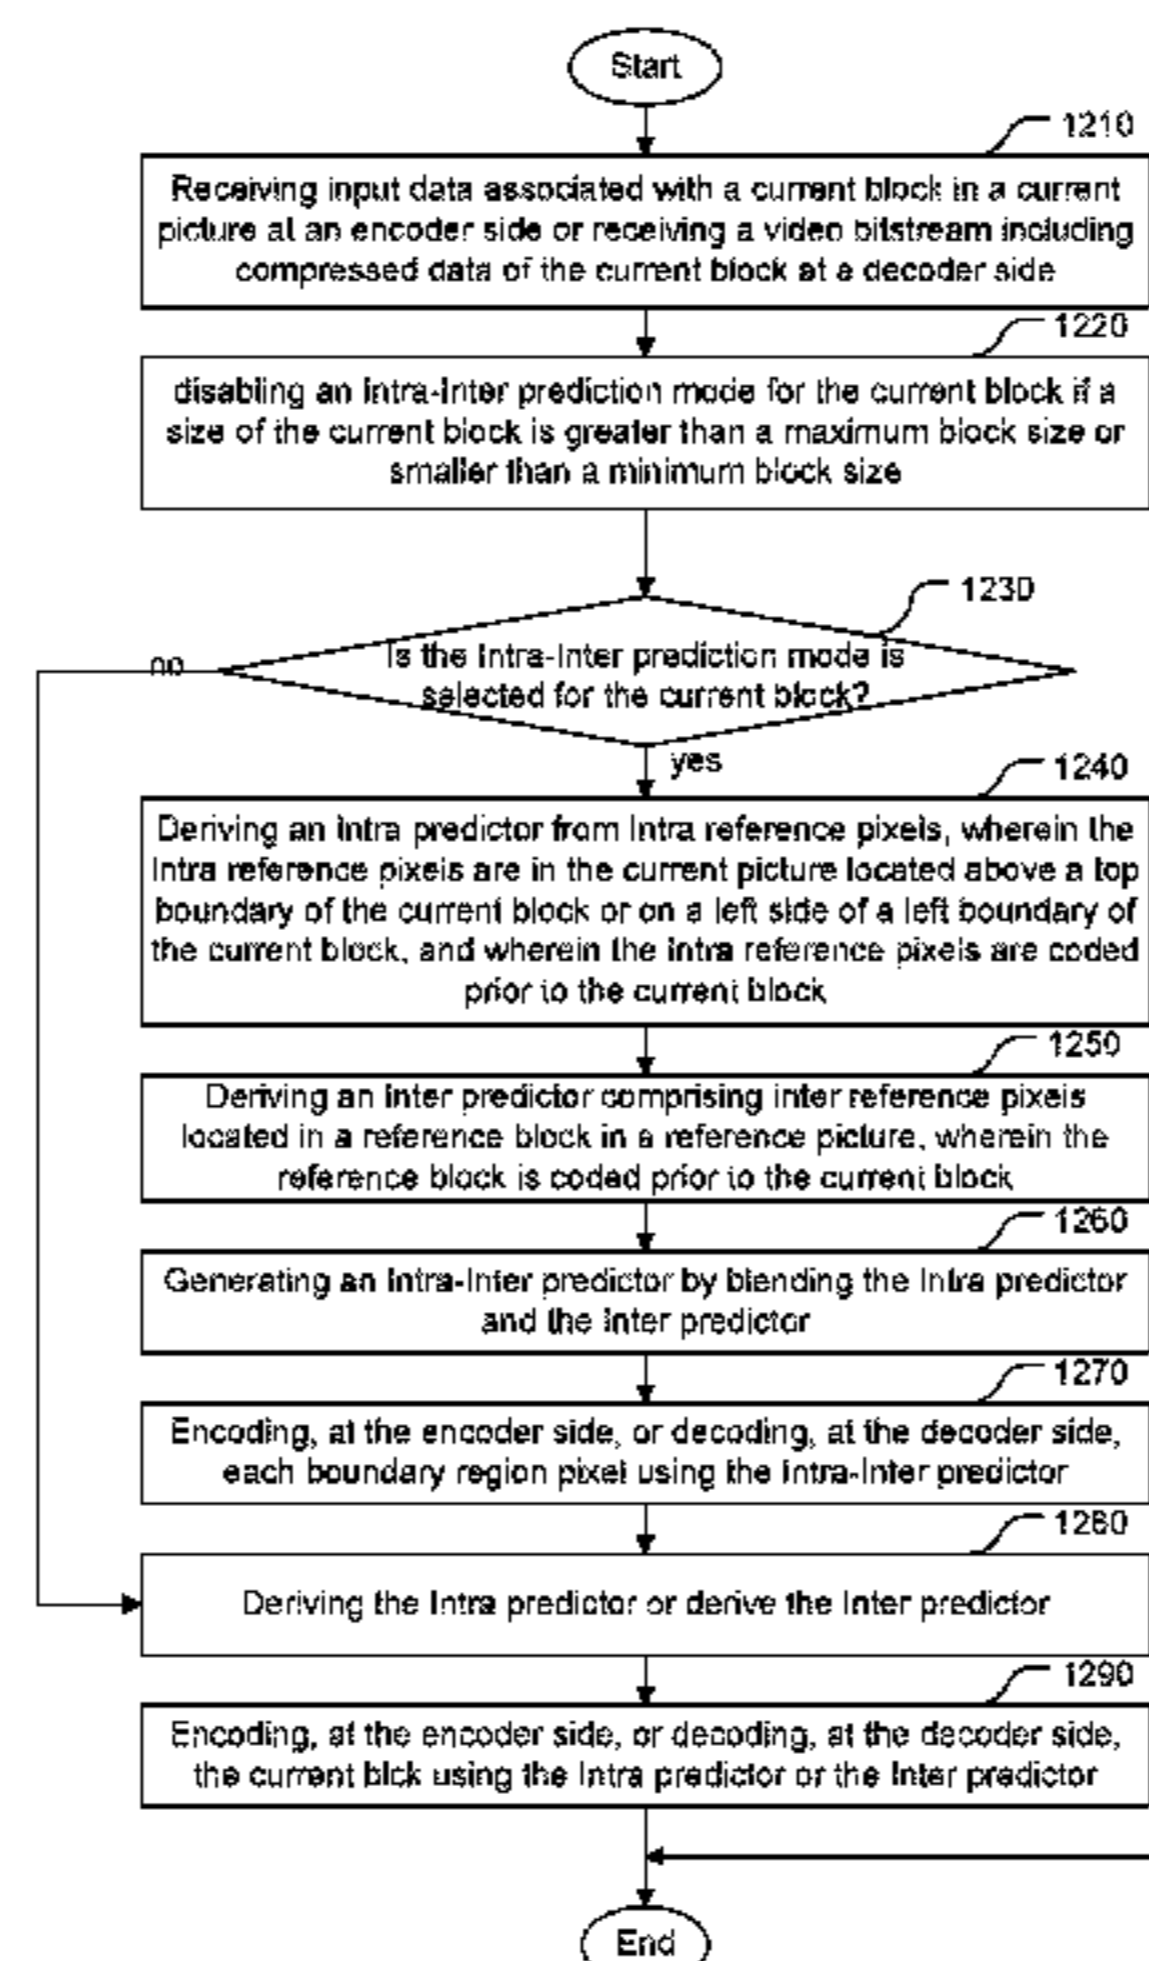 Start
1210
Receiving input data associated with a current block in a current
picture at an encoder side or receiving a video bitstream including
compressed data of the current block at a decoder side
1220
disabling an Intra-Inter prediction mode for the current block if a
size of the current block is greater than a maximum block size or
smaller than a minimum block size
1230
Is the Intra-Inter prediction mode is
selected for the current block?
no
yes
1240
Deriving an Intra predictor from Intra reference pixels, wherein the
Intra reference pixels are in the current picture located above a top
boundary of the current block or on a left side of a left boundary of
the current block, and wherein the Intra reference pixels are coded
prior to the current block
1250
Deriving an Inter predictor comprising inter reference pixels
located in a reference block in a reference picture, wherein the
reference block is coded prior to the current block
1260
Generating an Intra-Inter predictor by blending the Intra predictor
and the Inter predictor
1270
Encoding, at the encoder side, or decoding, at the decoder side,
each boundary region pixel using the Intra-Inter predictor
1280
Deriving the Intra predictor or derive the Inter predictor
1290
Encoding, at the encoder side, or decoding, at the decoder side,
the current blck using the Intra predictor or the Inter predictor
End